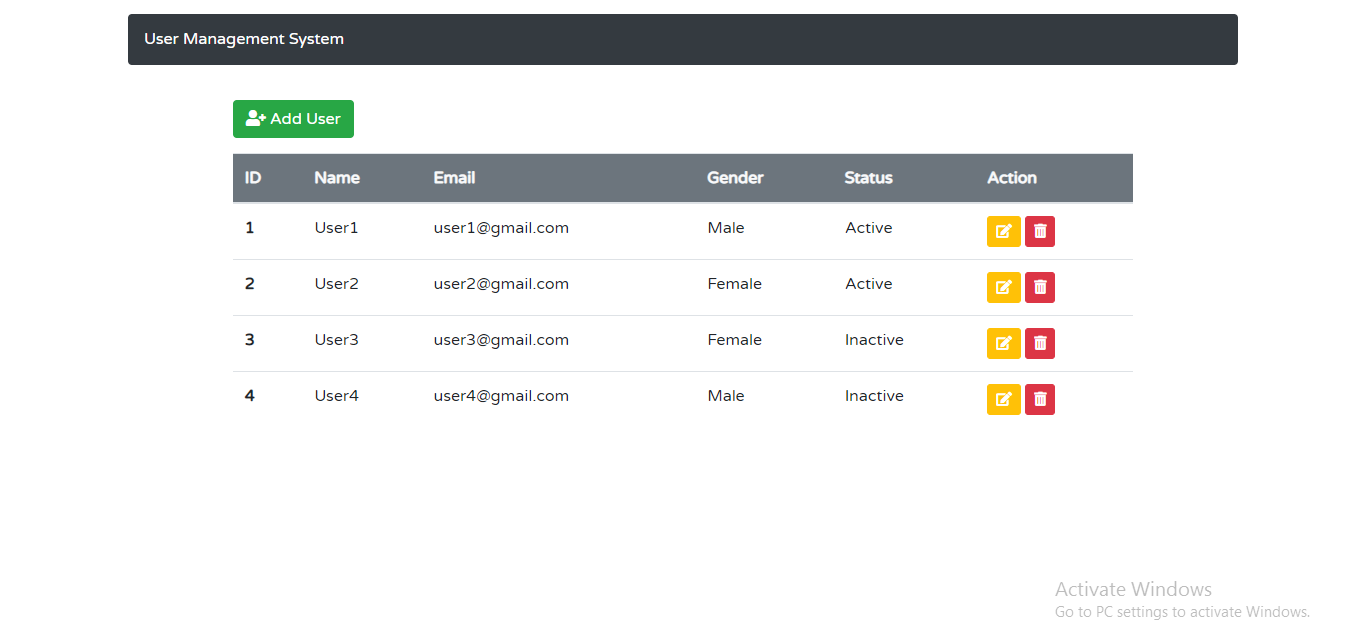 User Management System
Add User
ID Name Email Gender Status Action
1 User1 user1@gmail.com Male Active
2 User2 user2@gmail.com Female Active
3 User3 user3@gmail.com Female Inactive
4 User4 user4@gmail.com Male Inactive
Activate Windows
Go to PC settings to activate Windows.